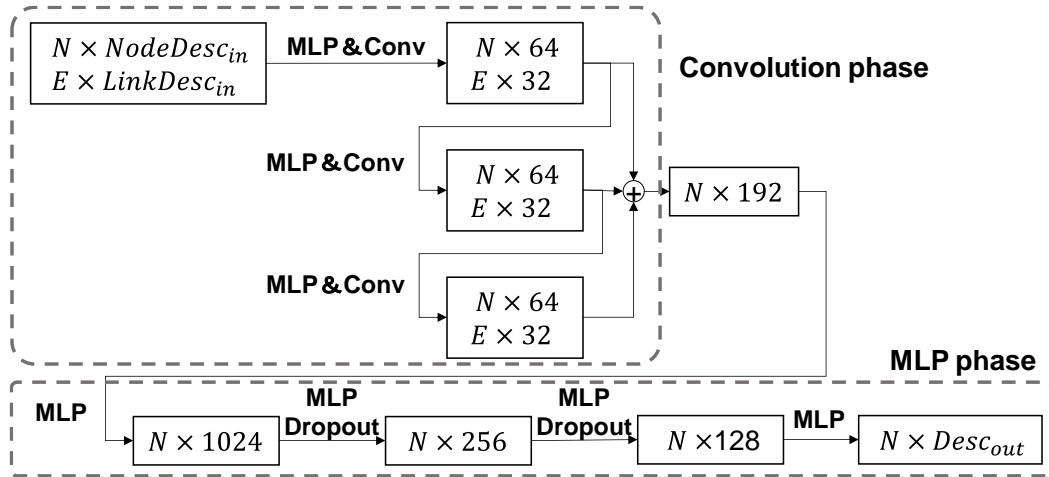 N × NodeDesc_in
E × LinkDesc_in
MLP&Conv
N × 64
E × 32
Convolution phase
MLP&Conv
N × 64
E × 32
+
N × 192
MLP&Conv
N × 64
E × 32
MLP phase
MLP
N × 1024
MLP
Dropout
N × 256
MLP
Dropout
N ×128
MLP
N × Desc_out